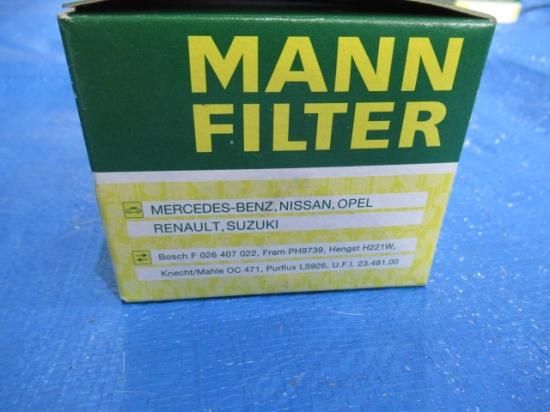 MANN
FILTER
MERCEDES-BENZ, NISSAN, OPEL
RENAULT, SUZUKI
Bosch F 026 407 022, Fram PH9739, Hengst H221W,
Knecht/Mahle OC 471, Purflux LS926, U.F.I. 23.481.00